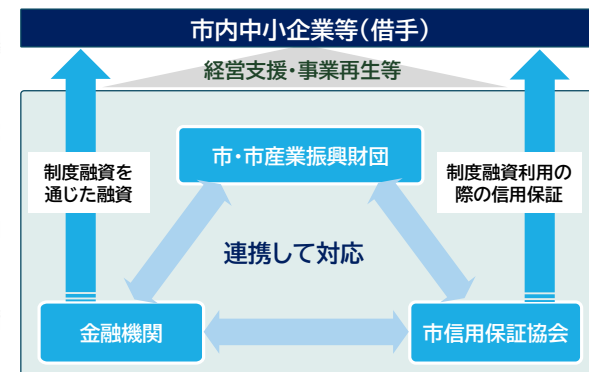 市内中小企業等（借手）
経営支援・事業再生等
市・市産業振興財団
制度融資を
通じた融資
制度融資利用の
際の信用保証
連携して対応
金融機関
市信用保証協会